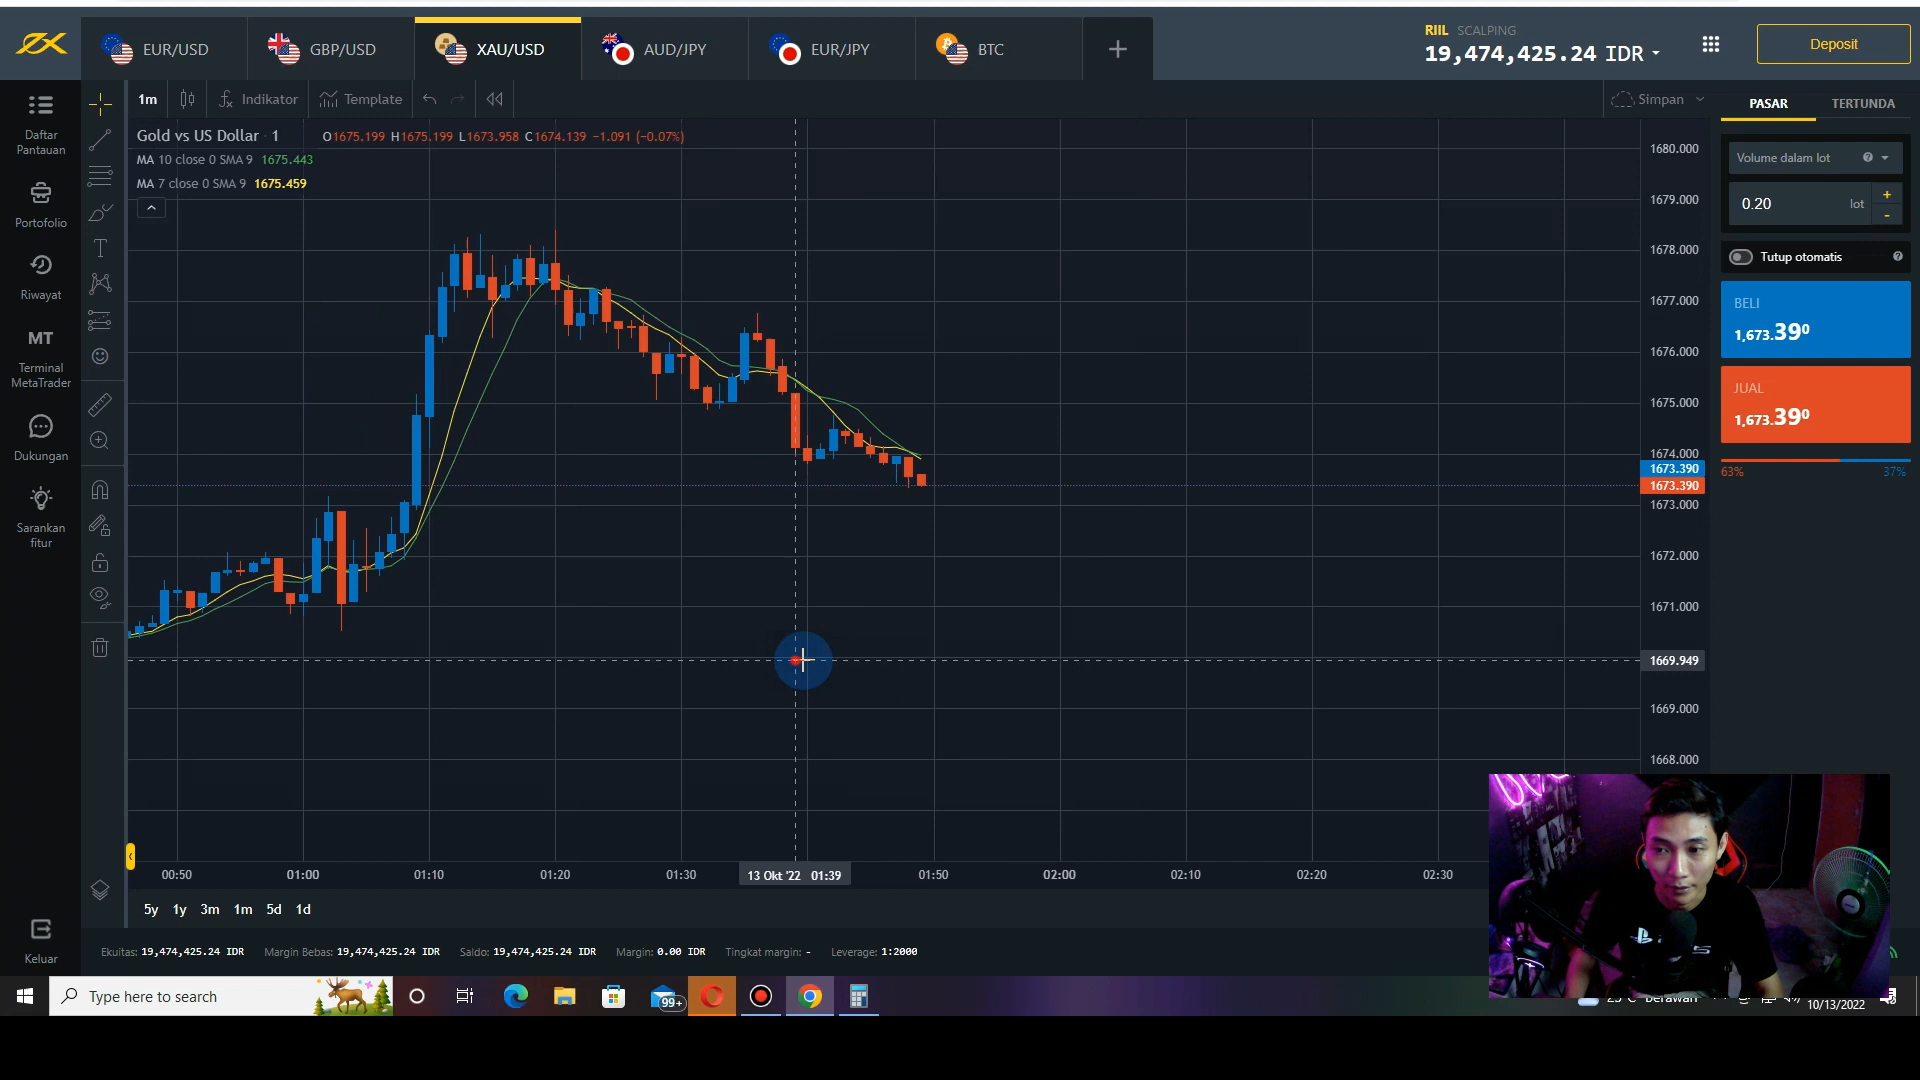 EUR/USD
GBP/USD
XAU/USD
AUD/JPY
EUR/JPY
BTC
RIIL SCALPING
19,474,425.24 IDR
Deposit
1m
Indikator
Template
Simpan
PASAR
TERTUNDA
Daftar
Pantauan
Portofolio
Riwayat
MT
Terminal
MetaTrader
Dukungan
Sarankan
fitur
Keluar
Gold vs US Dollar · 1 O1675.199 H1675.199 L1673.958 C1674.139 −1.091 (−0.07%)
MA 10 close 0 SMA 9 1675.443
MA 7 close 0 SMA 9 1675.459
1680.000
1679.000
1678.000
1677.000
1676.000
1675.000
1674.000
1673.390
1673.390
1673.000
1672.000
1671.000
1669.949
1669.000
1668.000
Volume dalam lot
0.20 lot
+
-
Tutup otomatis
BELI
1,673.39⁰
JUAL
1,673.39⁰
63% 37%
00:50
01:00
01:10
01:20
01:30
13 Okt '22 01:39
01:50
02:00
02:10
02:20
02:30
5y 1y 3m 1m 5d 1d
Ekuitas: 19,474,425.24 IDR Margin Bebas: 19,474,425.24 IDR Saldo: 19,474,425.24 IDR Margin: 0.00 IDR Tingkat margin: - Leverage: 1:2000
Type here to search
99+
10/13/2022